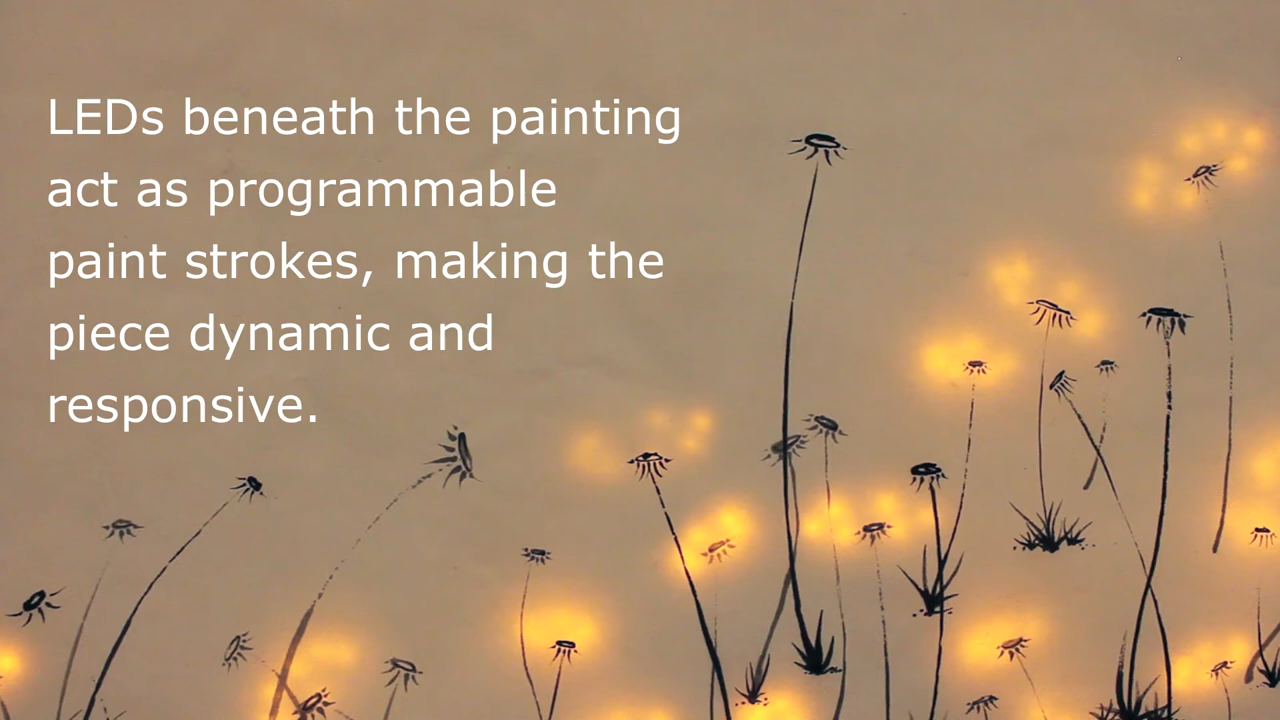 LEDs beneath the painting
act as programmable
paint strokes, making the
piece dynamic and
responsive.